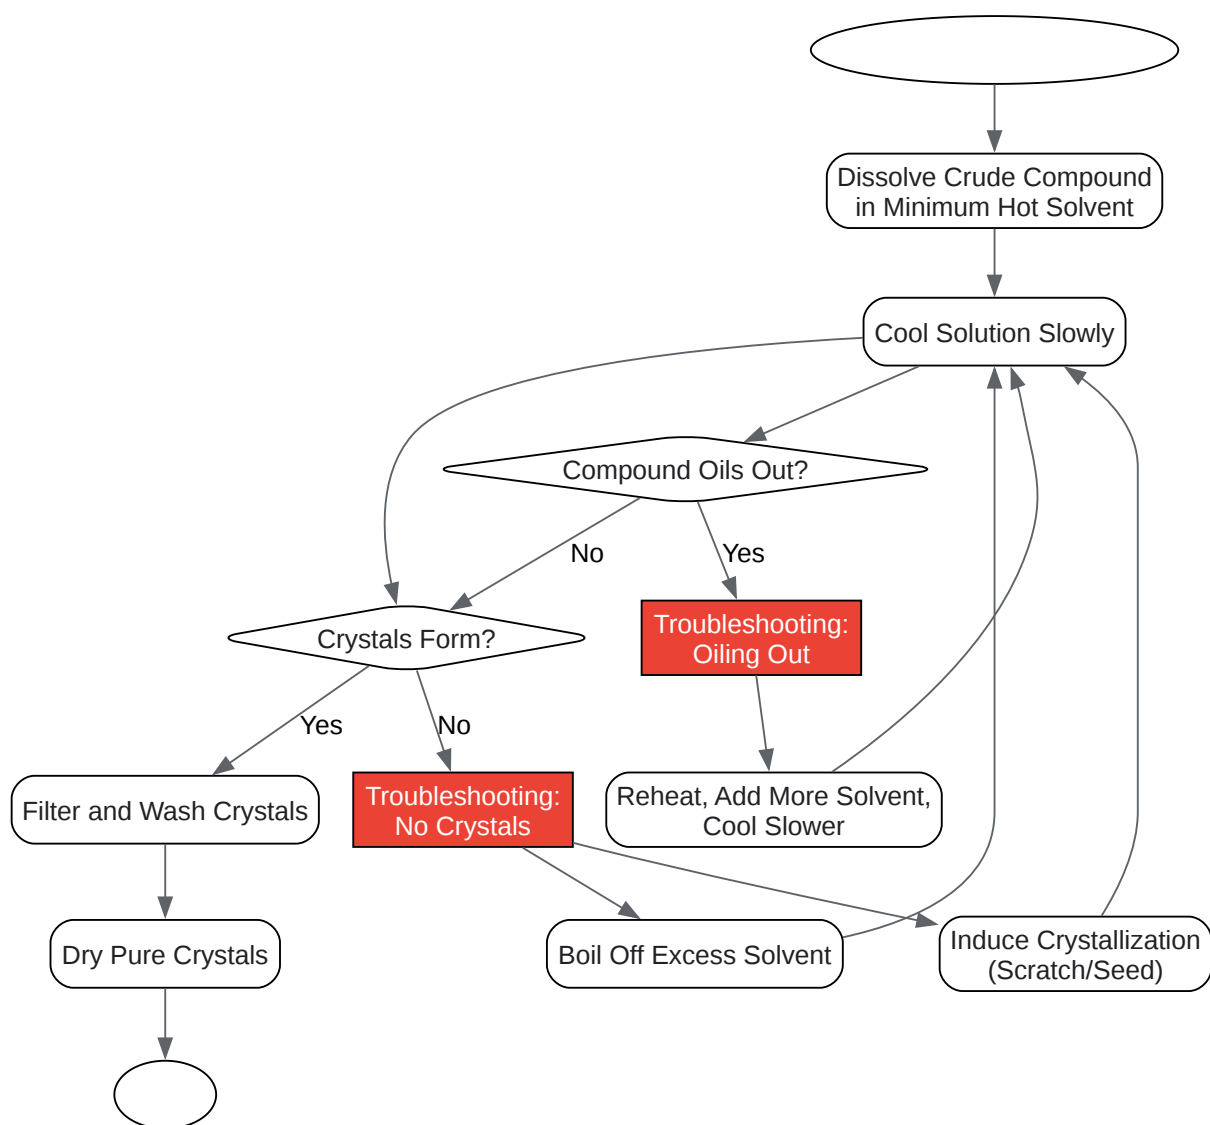 Dissolve Crude Compound
in Minimum Hot Solvent
Cool Solution Slowly
Compound Oils Out?
No
Yes
Troubleshooting:
Oiling Out
Crystals Form?
Yes
No
Filter and Wash Crystals
Troubleshooting:
No Crystals
Reheat, Add More Solvent,
Cool Slower
Dry Pure Crystals
Boil Off Excess Solvent
Induce Crystallization
(Scratch/Seed)